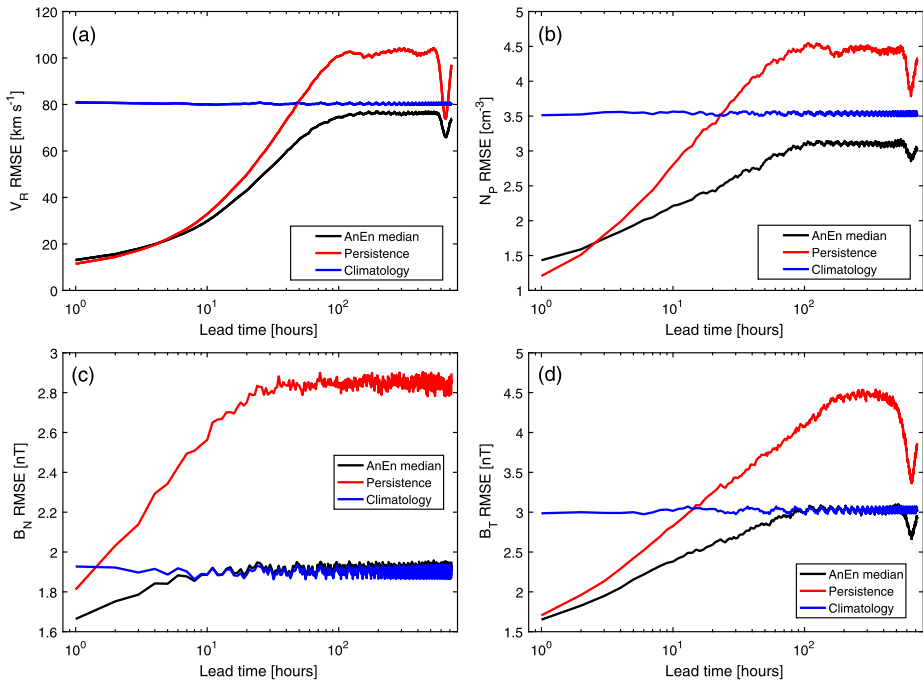 (a)
V_R RMSE [km s^-1]
120
100
80
60
40
20
0
AnEn median
Persistence
Climatology
10^0
10^1
10^2
Lead time [hours]
(b)
N_P RMSE [cm^-3]
5
4.5
4
3.5
3
2.5
2
1.5
1
AnEn median
Persistence
Climatology
10^0
10^1
10^2
Lead time [hours]
(c)
B_N RMSE [nT]
3
2.8
2.6
2.4
2.2
2
1.8
1.6
AnEn median
Persistence
Climatology
10^0
10^1
10^2
Lead time [hours]
(d)
B_T RMSE [nT]
5
4.5
4
3.5
3
2.5
2
1.5
AnEn median
Persistence
Climatology
10^0
10^1
10^2
Lead time [hours]